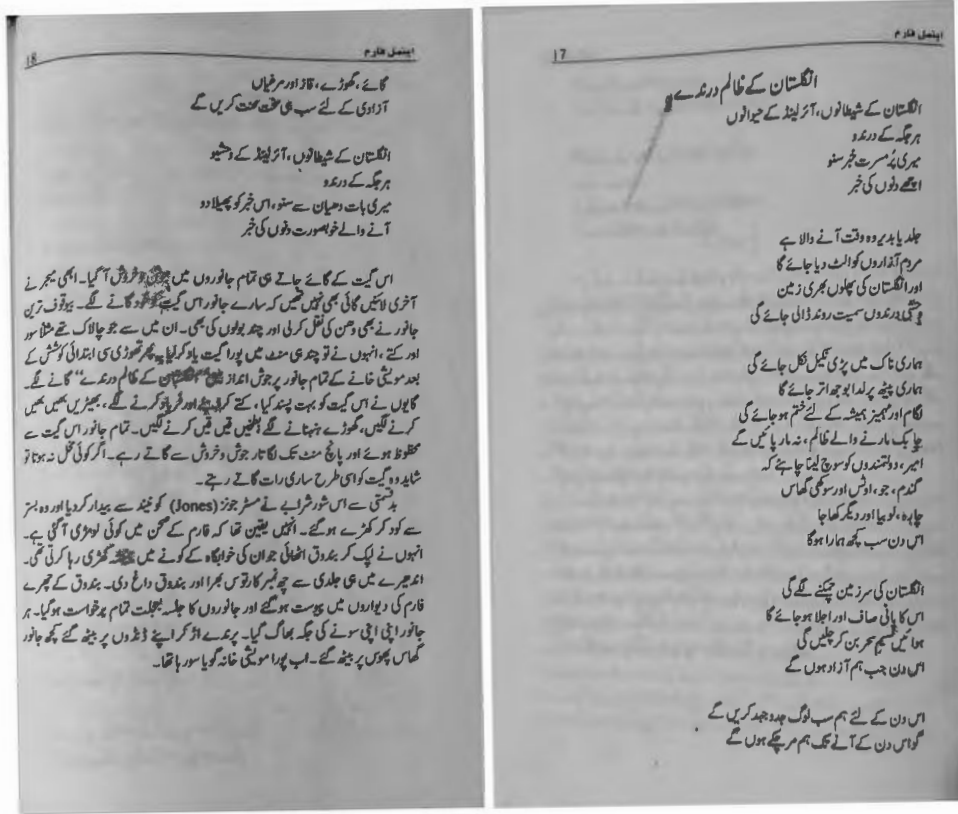 اینمل فارم
17
انگلستان کے ظالم درندے
انگلستان کے شیطانوں، آئرلینڈ کے حیوانوں
ہر جگہ کے درندو
میری پُر مسرت خبر سنو
اچھے دنوں کی خبر
جلد یا بدیر وہ وقت آنے والا ہے
مردم آذاروں کو الٹ دیا جائے گا
اور انگلستان کی پھلوں بھری زمین
درندوں سمیت روند ڈالی جائے گی
ہماری ناک میں پڑی نکیل نکل جائے گی
ہماری پیٹھ پر لدا بوجھ اتر جائے گا
لگام اور مہمیز ہمیشہ کے لئے ختم ہو جائے گی
چابک مارنے والے ظالم، نہ مار پائیں گے
امیر، دولتمندوں کو سوچ لینا چاہئے کہ
گندم، جو، اوٹس اور سوکھی گھاس
چارہ، لوبیا اور دیگر کھاجا
اس دن سب کچھ ہمارا ہوگا
انگلستان کی سرزمین چمکنے لگے گی
اس کا پانی صاف اور اجلا ہو جائے گا
ہوائیں نسیم سحر بن کر چلیں گی
اس دن جب ہم آزاد ہوں گے
اس دن کے لئے ہم سب لوگ جدوجہد کریں گے
گو اس دن کے آنے تک ہم مر چکے ہوں گے
اینمل فارم
18
گائے، گھوڑے، قاز اور مرغیاں
آزادی کے لئے سب ہی سخت محنت کریں گے
انگلستان کے شیطانوں، آئرلینڈ کے وحشیو
ہر جگہ کے درندو
میری بات دھیان سے سنو، اس خبر کو پھیلا دو
آنے والے خوبصورت دنوں کی خبر
اس گیت کے گائے جاتے ہی تمام جانوروں میں جوش و خروش آ گیا۔ ابھی میجر نے
آخری لائنیں گائی بھی نہیں تھیں کہ سارے جانور اس گیت کو خود گانے لگے۔ بیوقوف ترین
جانور نے بھی دھن کی نقل کر لی اور چند بولوں کی بھی۔ ان میں سے جو چالاک تھے مثلاً سور
اور کتے، انہوں نے تو چند ہی منٹ میں پورا گیت یاد کر لیا۔ پھر تھوڑی سی ابتدائی کوشش کے
بعد مویشی خانے کے تمام جانور پرجوش انداز میں "انگلستان کے ظالم درندے" گانے لگے۔
گایوں نے اس گیت کو بہت پسند کیا، کتے اور فریاد کرنے لگے، بھیڑیں بھیں بھیں
کرنے لگیں، گھوڑے ہنہنانے لگے بطخیں قیں قیں کرنے لگیں۔ تمام جانور اس گیت سے
محظوظ ہوئے اور پانچ منٹ تک لگاتار جوش و خروش سے گاتے رہے۔ اگر کوئی مخل نہ ہوتا تو
شاید وہ گیت کو اسی طرح ساری رات گاتے رہتے۔
بدقسمتی سے اس شور شرابے نے مسٹر جونز (Jones) کو نیند سے بیدار کر دیا اور وہ بستر
سے کود کر کھڑے ہو گئے۔ انہیں یقین تھا کہ فارم کے صحن میں کوئی لومڑی آ گئی ہے۔
انہوں نے لپک کر بندوق اٹھائی جو ان کی خوابگاہ کے کونے میں کھڑی رہا کرتی تھی۔
اندھیرے میں ہی جلدی سے چھ نمبر کارتوس بھرا اور بندوق داغ دی۔ بندوق کے چھرے
فارم کی دیواروں میں پیوست ہو گئے اور جانوروں کا جلسہ بعجلت تمام برخواست ہو گیا۔ ہر
جانور اپنی اپنی سونے کی جگہ بھاگ گیا۔ پرندے اڑ کر اپنے ڈنڈوں پر بیٹھ گئے کچھ جانور
گھاس پھوس پر بیٹھ گئے۔ اب پورا مویشی خانہ گویا سو رہا تھا۔